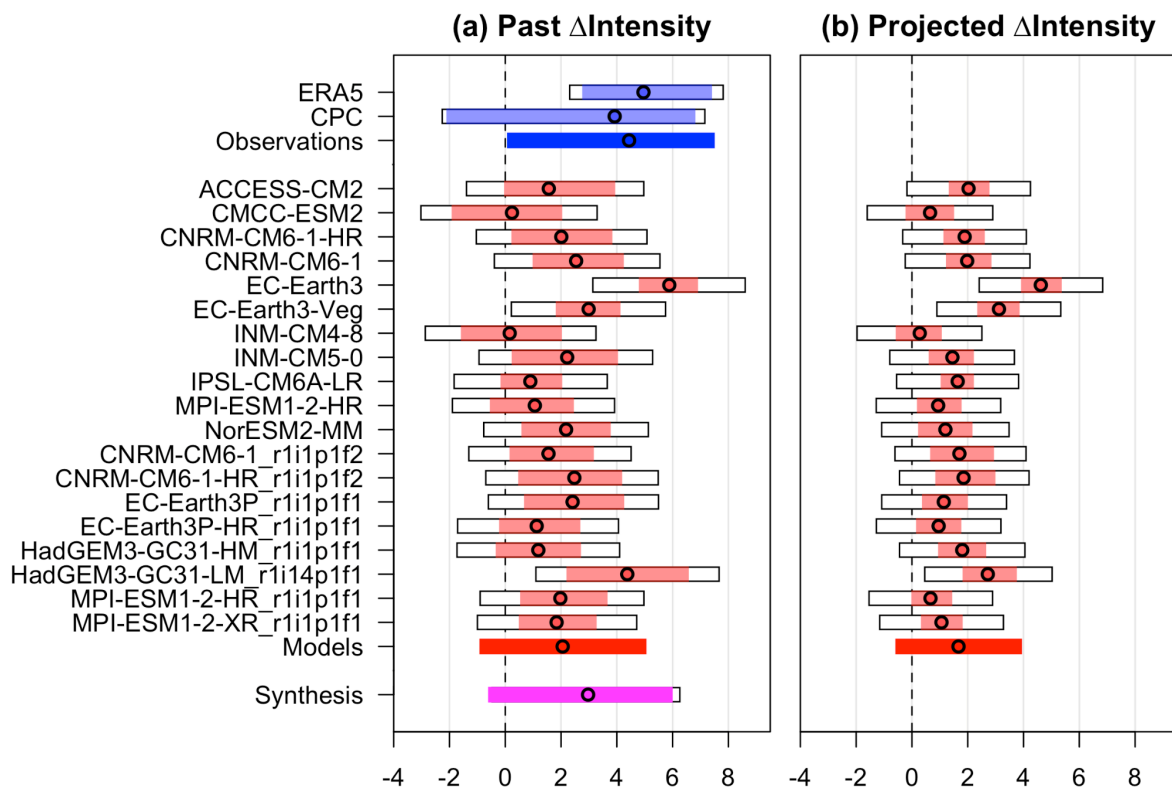 (a) Past ΔIntensity
(b) Projected ΔIntensity
ERA5
CPC
Observations
ACCESS-CM2
CMCC-ESM2
CNRM-CM6-1-HR
CNRM-CM6-1
EC-Earth3
EC-Earth3-Veg
INM-CM4-8
INM-CM5-0
IPSL-CM6A-LR
MPI-ESM1-2-HR
NorESM2-MM
CNRM-CM6-1_r1i1p1f2
CNRM-CM6-1-HR_r1i1p1f2
EC-Earth3P_r1i1p1f1
EC-Earth3P-HR_r1i1p1f1
HadGEM3-GC31-HM_r1i1p1f1
HadGEM3-GC31-LM_r1i14p1f1
MPI-ESM1-2-HR_r1i1p1f1
MPI-ESM1-2-XR_r1i1p1f1
Models
Synthesis
-4 -2 0 2 4 6 8
-4 -2 0 2 4 6 8